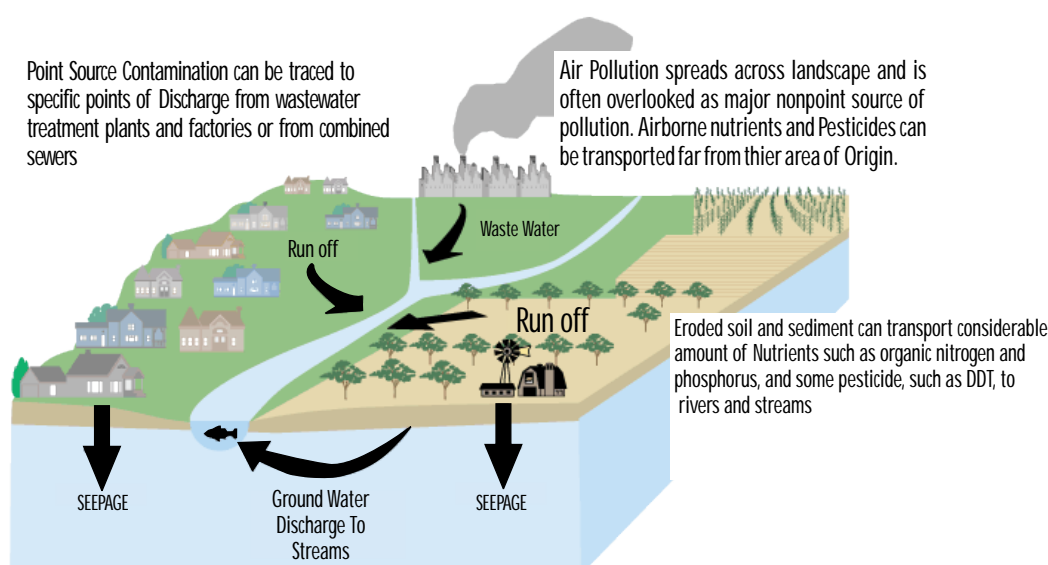 Point Source Contamination can be traced to
specific points of Discharge from wastewater
treatment plants and factories or from combined
sewers
Air Pollution spreads across landscape and is
often overlooked as major nonpoint source of
pollution. Airborne nutrients and Pesticides can
be transported far from thier area of Origin.
Waste Water
Run off
Run off
Eroded soil and sediment can transport considerable
amount of Nutrients such as organic nitrogen and
phosphorus, and some pesticide, such as DDT, to
rivers and streams
SEEPAGE
Ground Water
Discharge To
Streams
SEEPAGE